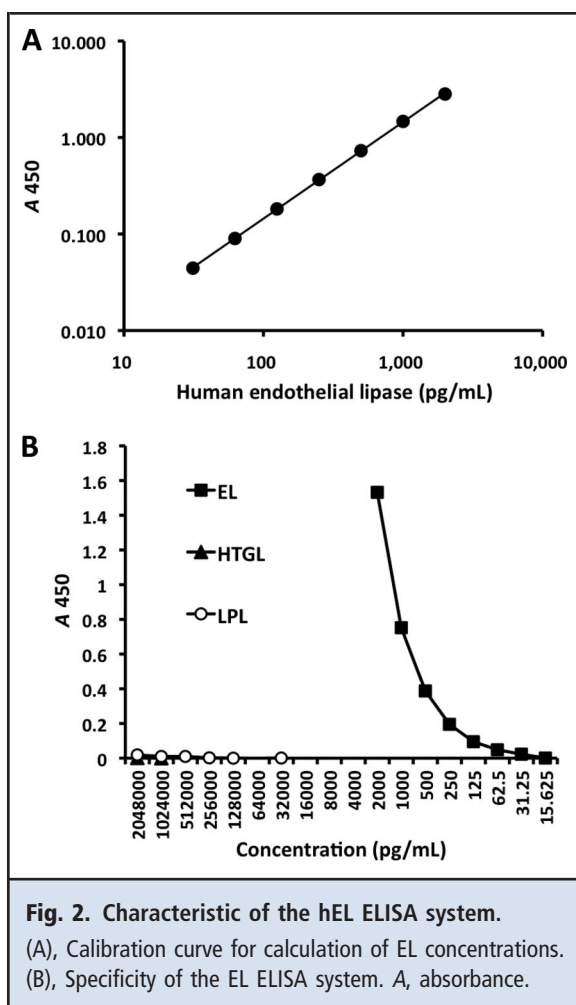 A
10.000
1.000
0.100
0.010
A 450
10 100 1,000 10,000
Human endothelial lipase (pg/mL)
B
1.8
1.6
1.4
1.2
1
0.8
0.6
0.4
0.2
0
A 450
EL
HTGL
LPL
2048000
1024000
512000
256000
128000
64000
32000
16000
8000
4000
2000
1000
500
250
125
62.5
31.25
15.625
Concentration (pg/mL)
Fig. 2. Characteristic of the hEL ELISA system.
(A), Calibration curve for calculation of EL concentrations.
(B), Specificity of the EL ELISA system. A, absorbance.